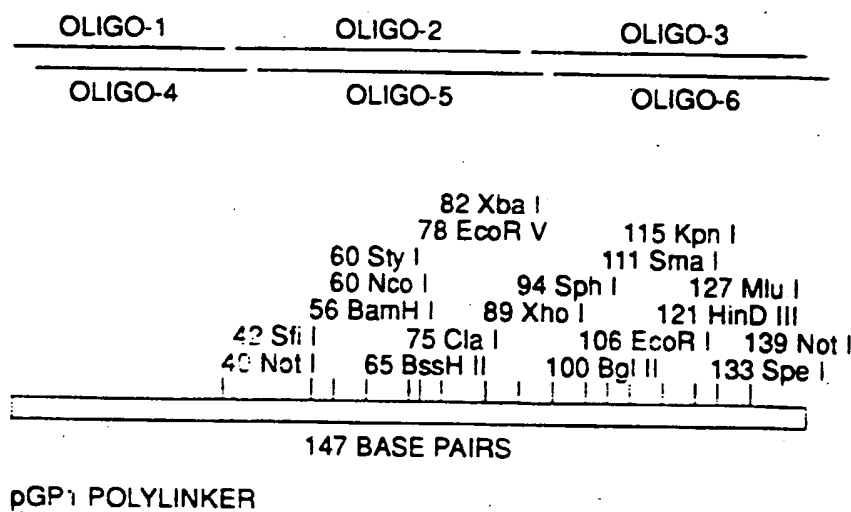 OLIGO-1 OLIGO-2 OLIGO-3
OLIGO-4 OLIGO-5 OLIGO-6
82 Xba I
78 EcoR V 115 Kpn I
60 Sty I 111 Sma I
60 Nco I 94 Sph I 127 Mlu I
56 BamH I 89 Xho I 121 HinD III
42 Sfi I 75 Cla I 106 EcoR I 139 Not I
Not I 65 BssH II 100 Bgl II 133 Spe I
147 BASE PAIRS
pGP1 POLYLINKER